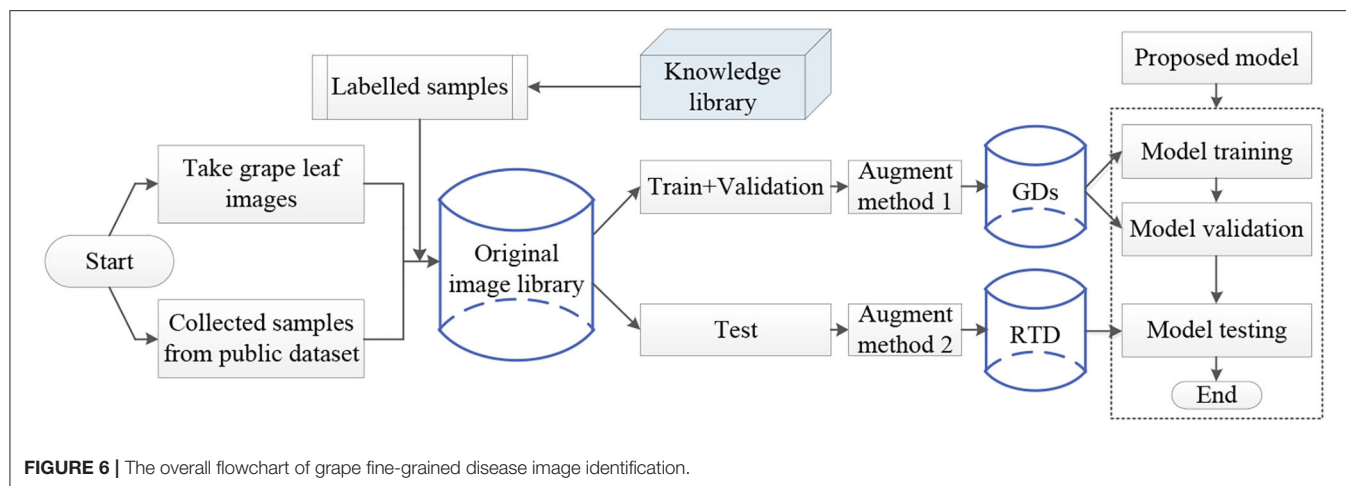 Labelled samples
Knowledge
library
Proposed model
Take grape leaf
images
Start
Collected samples
from public dataset
Original
image library
Train+Validation
Augment
method 1
GDs
Model training
Model validation
Test
Augment
method 2
RTD
Model testing
End
FIGURE 6 | The overall flowchart of grape fine-grained disease image identification.